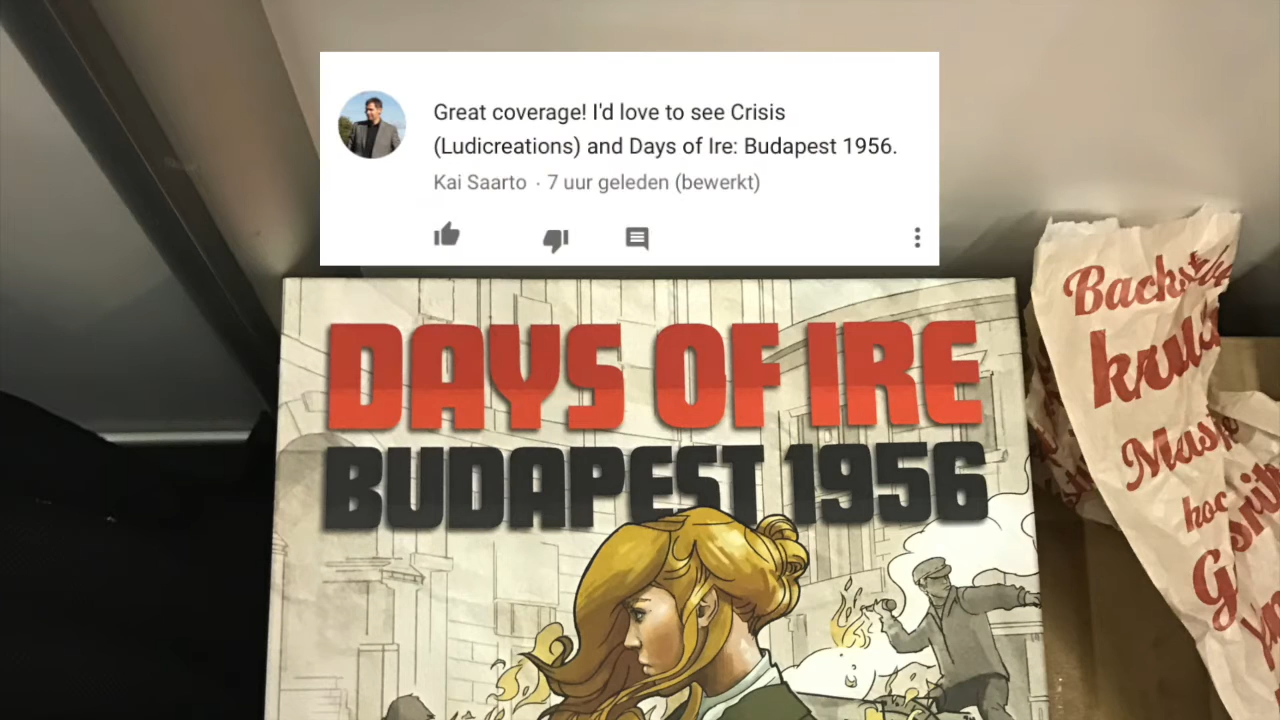 Great coverage! I'd love to see Crisis
(Ludicreations) and Days of Ire: Budapest 1956.
Kai Saarto · 7 uur geleden (bewerkt)
DAYS OF IRE
BUDAPEST 1956